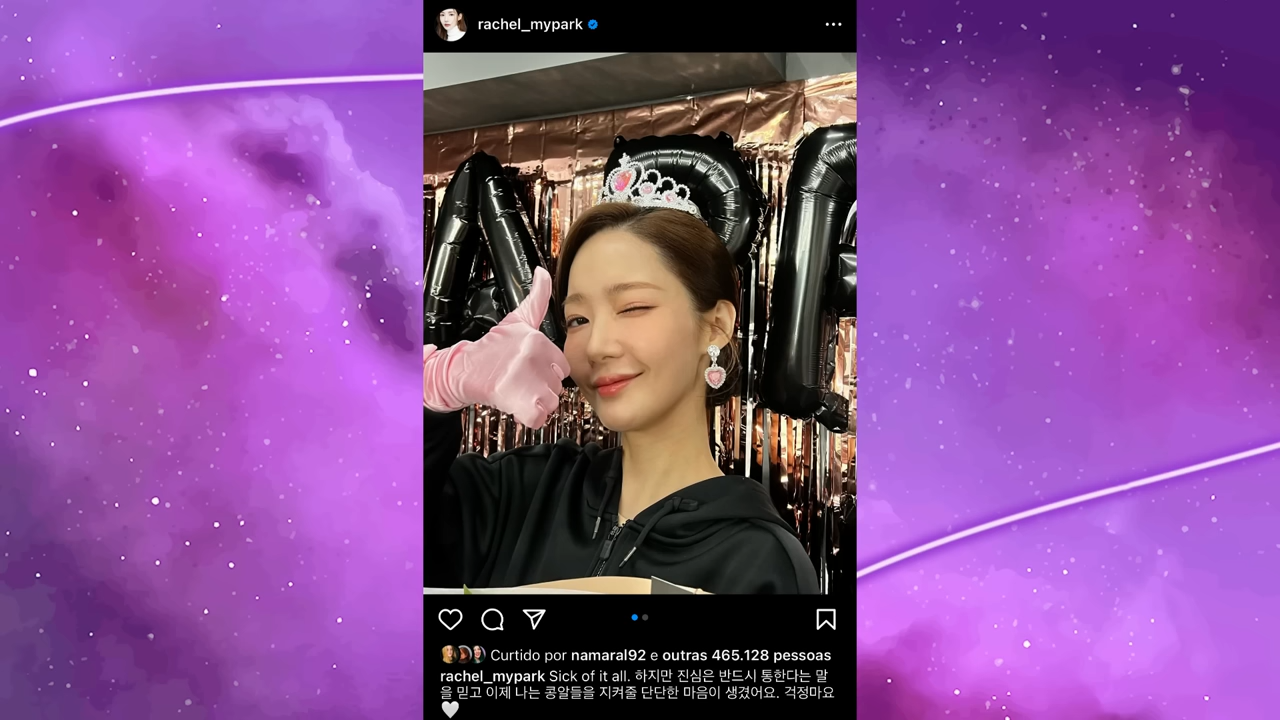 rachel_mypark
Curtido por namaral92 e outras 465.128 pessoas
rachel_mypark Sick of it all. 하지만 진심은 반드시 통한다는 말
을 믿고 이제 나는 콩알들을 지켜줄 단단한 마음이 생겼어요. 걱정마요
🤍